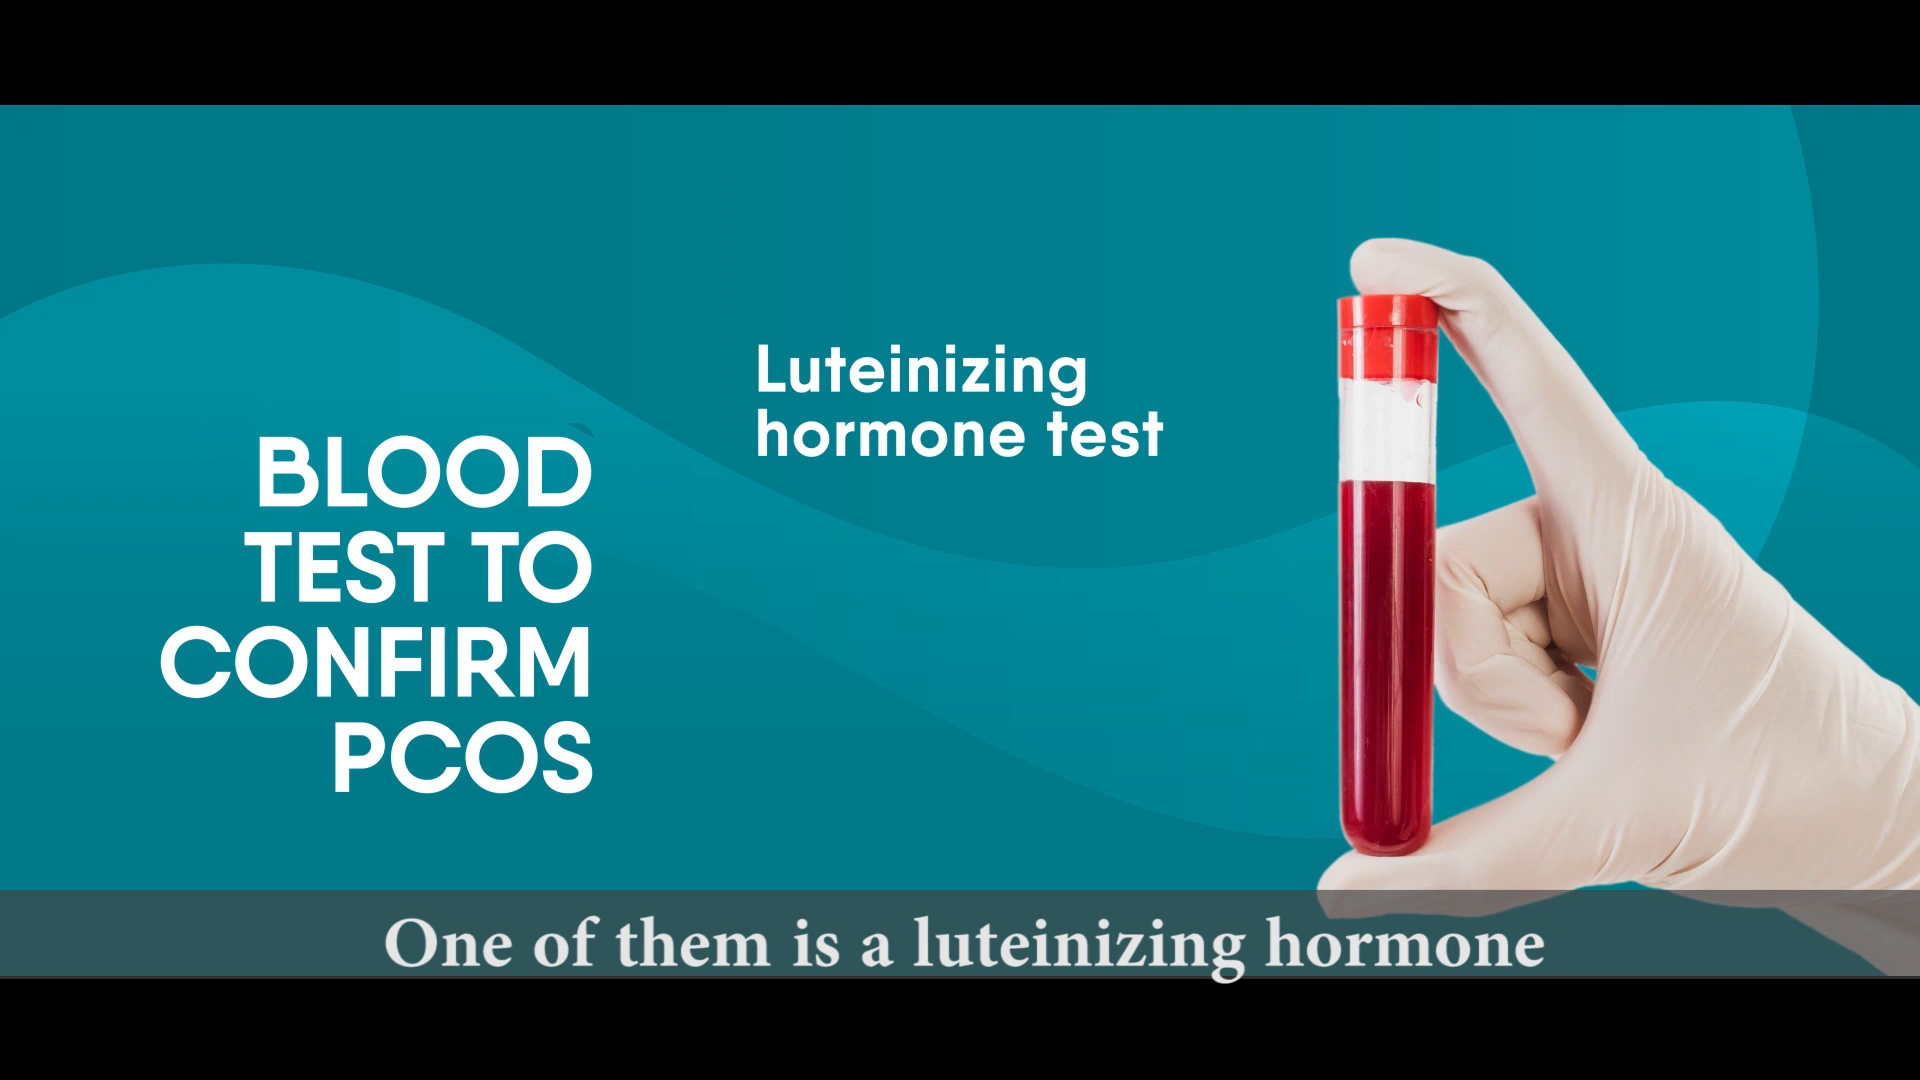 BLOOD
TEST TO
CONFIRM
PCOS
Luteinizing
hormone test
One of them is a luteinizing hormone